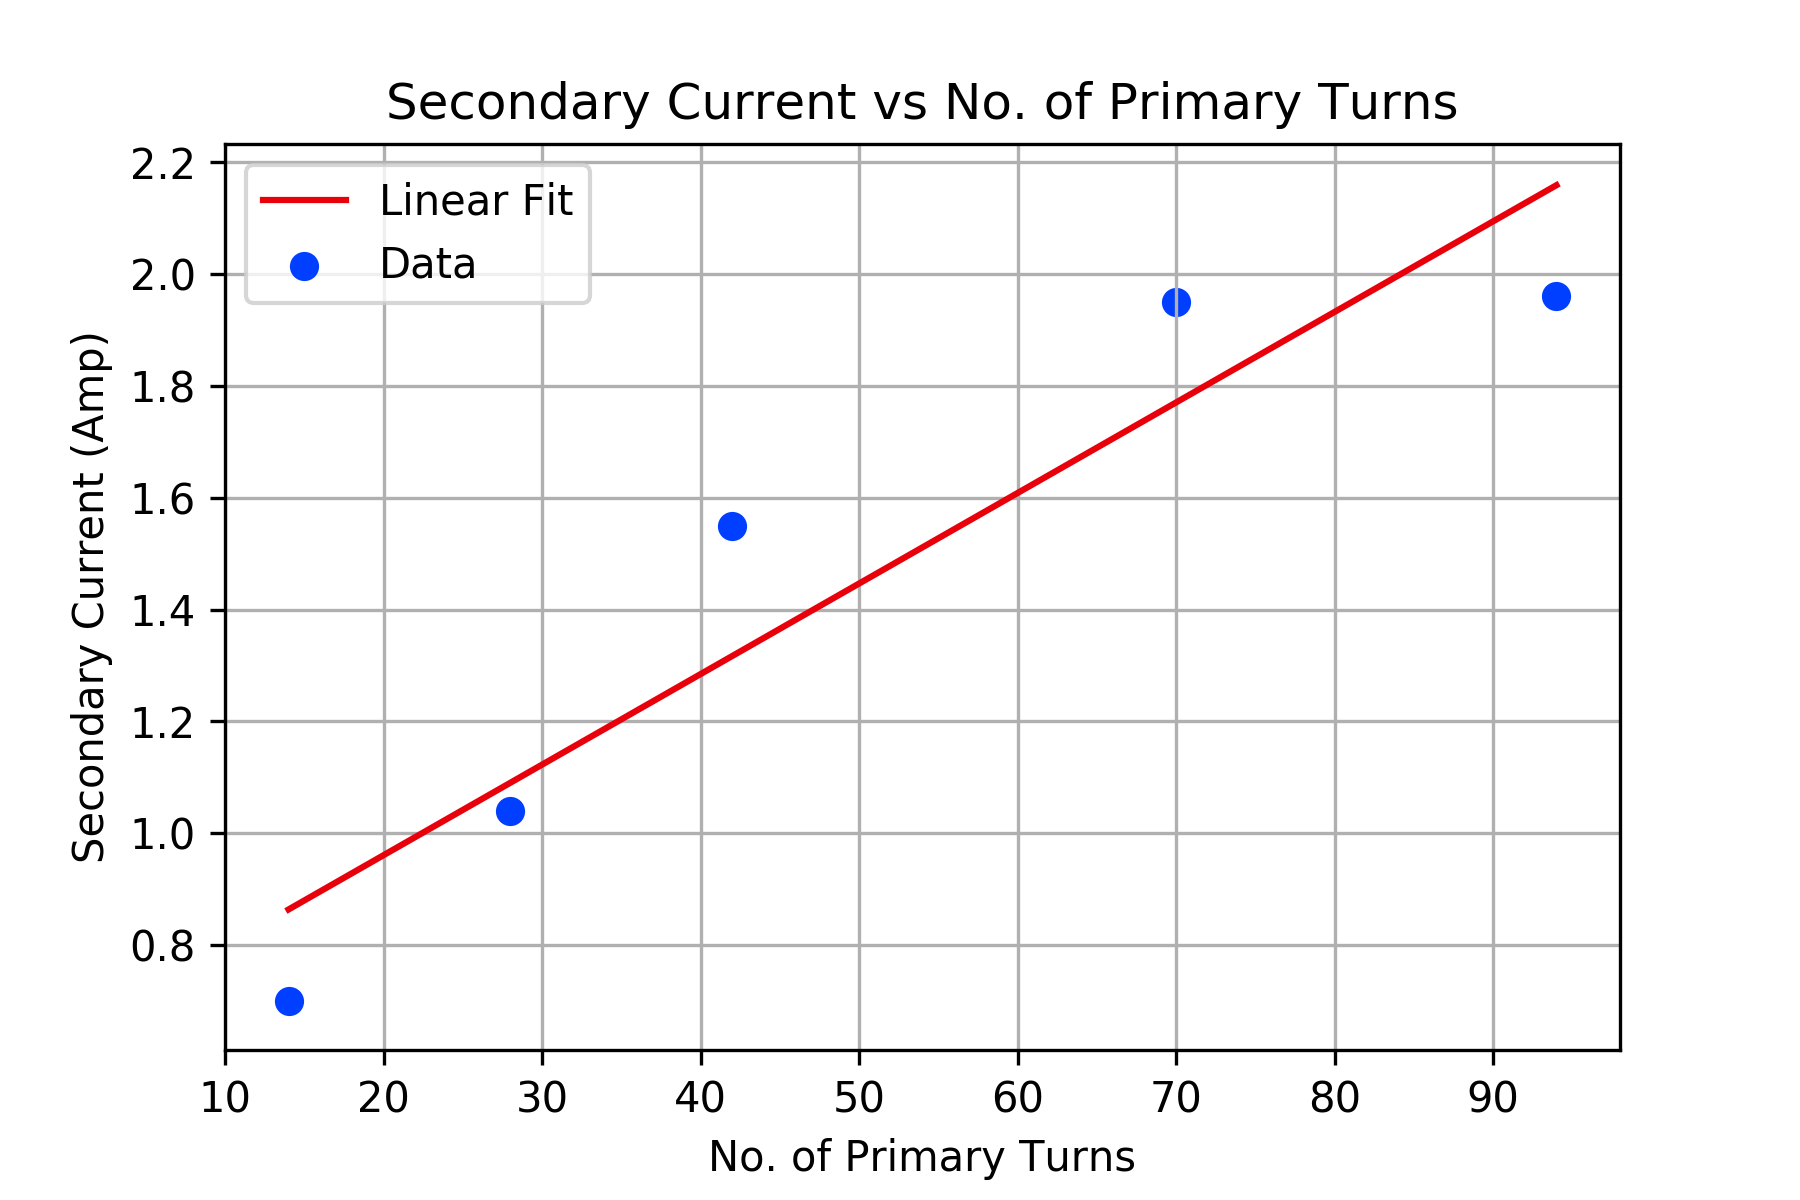 Secondary Current vs No. of Primary Turns
Linear Fit
Data
Secondary Current (Amp)
2.2
2.0
1.8
1.6
1.4
1.2
1.0
0.8
10 20 30 40 50 60 70 80 90
No. of Primary Turns